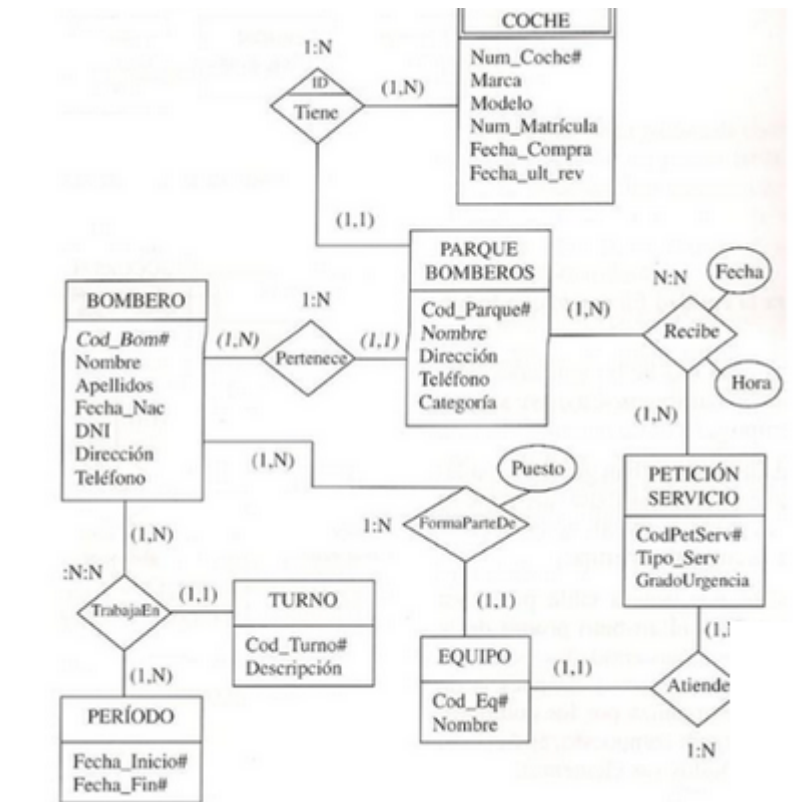 COCHE
Num_Coche#
Marca
Modelo
Num_Matrícula
Fecha_Compra
Fecha_ult_rev
1:N
ID
Tiene
(1,N)
(1,1)
PARQUE
BOMBEROS
Cod_Parque#
Nombre
Dirección
Teléfono
Categoría
BOMBERO
Cod_Bom#
Nombre
Apellidos
Fecha_Nac
DNI
Dirección
Teléfono
(1,N)
1:N
Pertenece
(1,1)
(1,N)
N:N
Fecha
Recibe
Hora
(1,N)
PETICIÓN
SERVICIO
CodPetServ#
Tipo_Serv
GradoUrgencia
(1,N)
Puesto
1:N
FormaParteDe
(1,1)
EQUIPO
Cod_Eq#
Nombre
(1,1)
Atiende
1:N
(1,N)
:N:N
TrabajaEn
(1,1)
TURNO
Cod_Turno#
Descripción
(1,N)
PERÍODO
Fecha_Inicio#
Fecha_Fin#